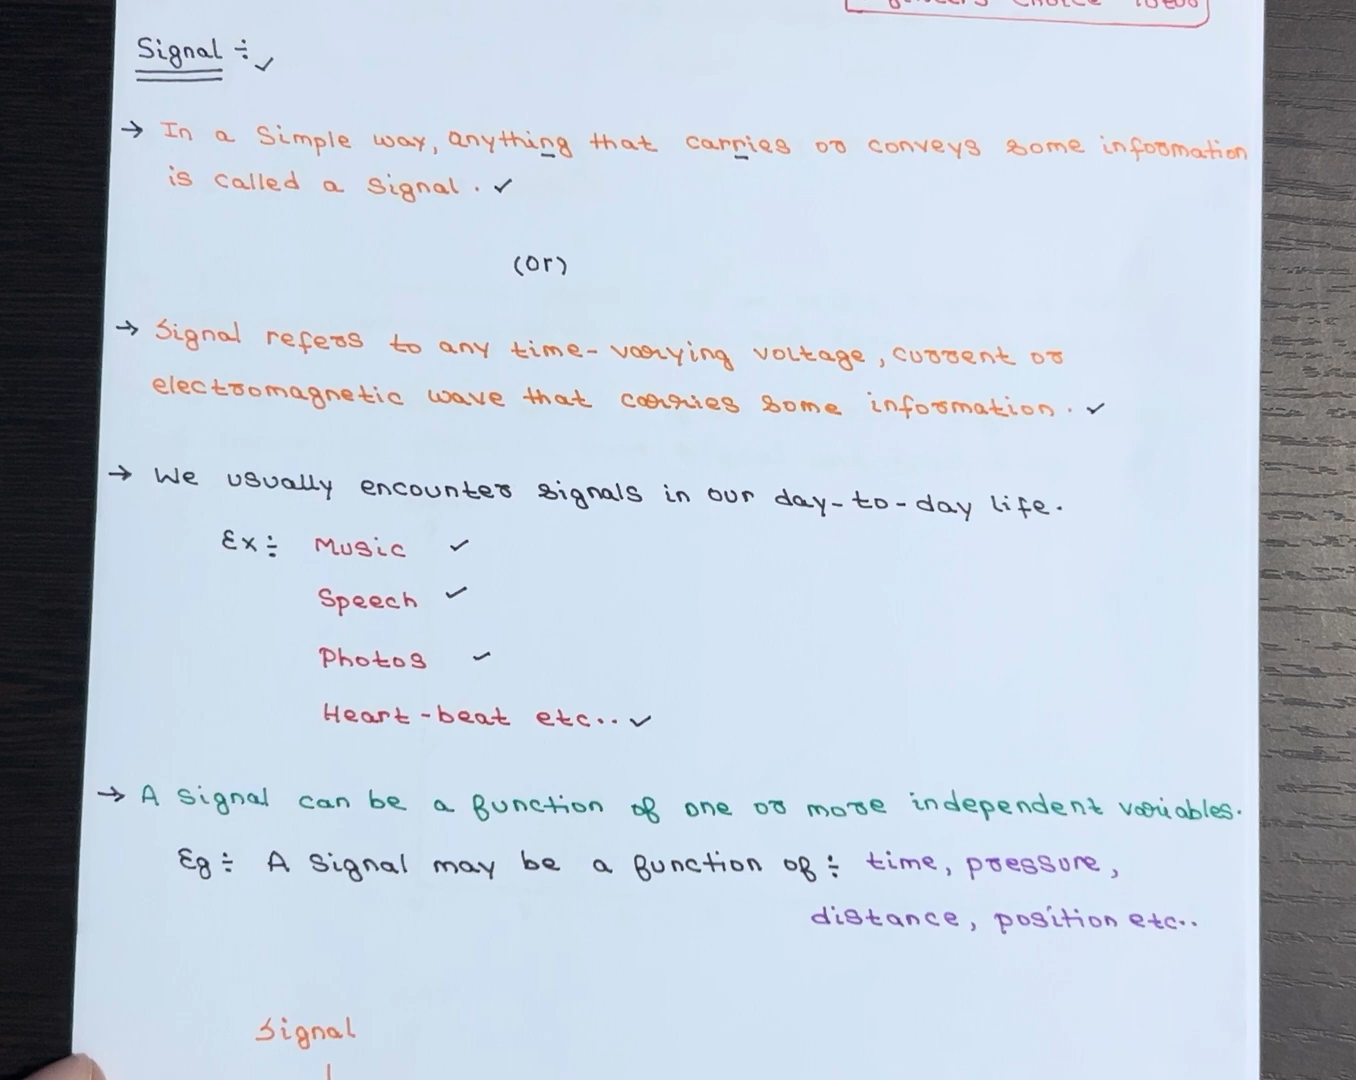 Choice
Signal ÷ ✓
→ In a simple way, anything that carries or conveys some information
is called a signal. ✓
(or)
→ Signal refers to any time-varying voltage, current or
electromagnetic wave that carries some information. ✓
→ We usually encounter signals in our day-to-day life.
Ex ÷ Music ✓
Speech ✓
Photos ✓
Heart-beat etc.. ✓
→ A signal can be a function of one or more independent variables.
Eg ÷ A signal may be a function of ÷ time, pressure,
distance, position etc..
Signal